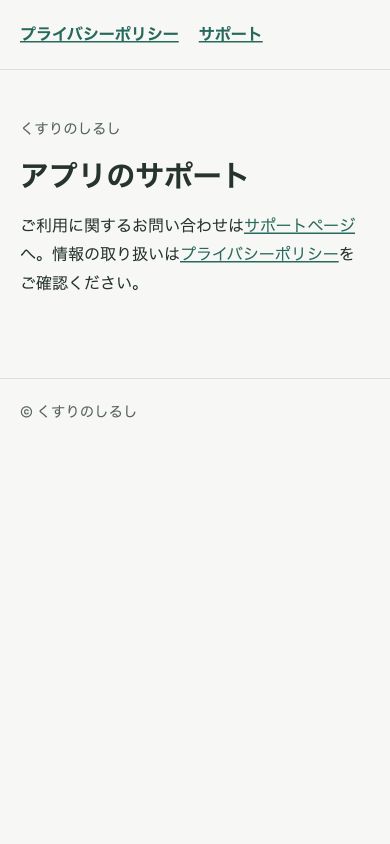 プライバシーポリシー サポート
くすりのしるし
アプリのサポート
ご利用に関するお問い合わせはサポートページ
へ。情報の取り扱いはプライバシーポリシーを
ご確認ください。
© くすりのしるし